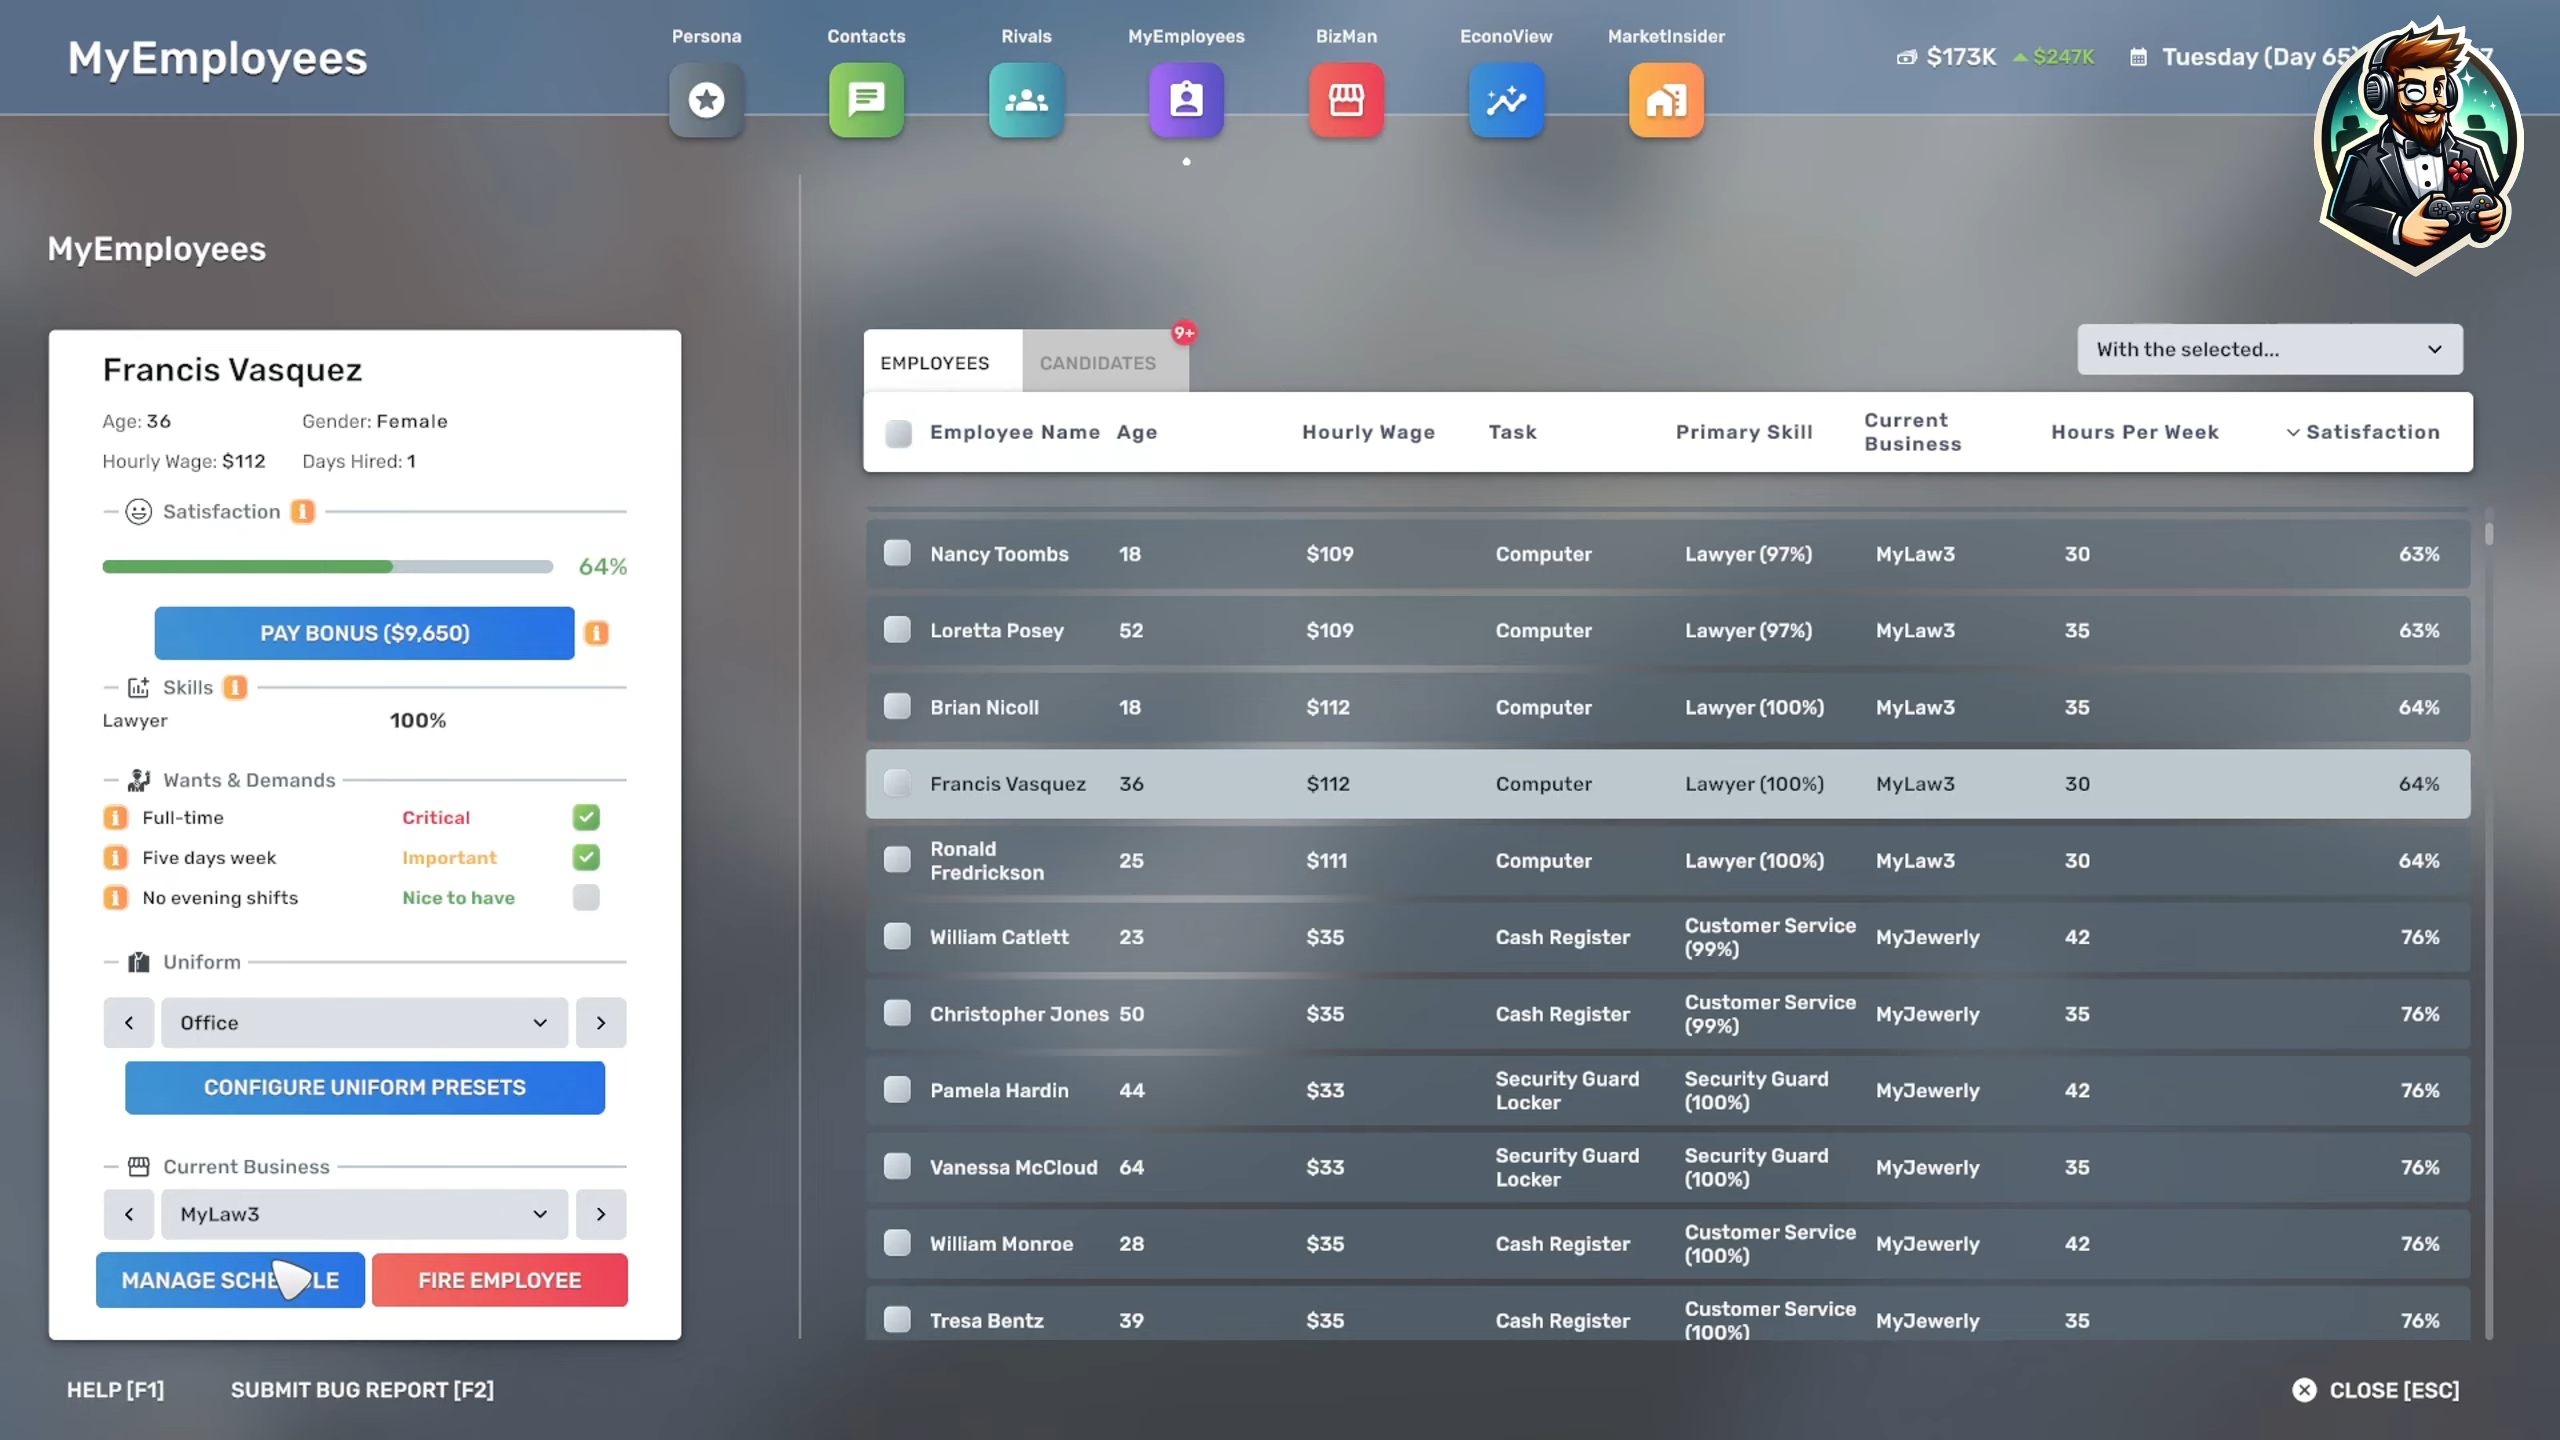 MyEmployees
Persona
Contacts
Rivals
MyEmployees
BizMan
EconoView
MarketInsider
$173K
$247K
Tuesday (Day 65)
MyEmployees
Francis Vasquez
Age: 36
Gender: Female
Hourly Wage: $112
Days Hired: 1
Satisfaction
64%
PAY BONUS ($9,650)
Skills
Lawyer 100%
Wants & Demands
Full-time Critical
Five days week Important
No evening shifts Nice to have
Uniform
Office
CONFIGURE UNIFORM PRESETS
Current Business
MyLaw3
MANAGE SCHEDULE
FIRE EMPLOYEE
EMPLOYEES
CANDIDATES
9+
With the selected...
Employee Name Age Hourly Wage Task Primary Skill Current Business Hours Per Week Satisfaction
Nancy Toombs 18 $109 Computer Lawyer (97%) MyLaw3 30 63%
Loretta Posey 52 $109 Computer Lawyer (97%) MyLaw3 35 63%
Brian Nicoll 18 $112 Computer Lawyer (100%) MyLaw3 35 64%
Francis Vasquez 36 $112 Computer Lawyer (100%) MyLaw3 30 64%
Ronald Fredrickson 25 $111 Computer Lawyer (100%) MyLaw3 30 64%
William Catlett 23 $35 Cash Register Customer Service (99%) MyJewerly 42 76%
Christopher Jones 50 $35 Cash Register Customer Service (99%) MyJewerly 35 76%
Pamela Hardin 44 $33 Security Guard Locker Security Guard (100%) MyJewerly 42 76%
Vanessa McCloud 64 $33 Security Guard Locker Security Guard (100%) MyJewerly 35 76%
William Monroe 28 $35 Cash Register Customer Service (100%) MyJewerly 42 76%
Tresa Bentz 39 $35 Cash Register Customer Service (100%) MyJewerly 35 76%
HELP [F1]
SUBMIT BUG REPORT [F2]
CLOSE [ESC]